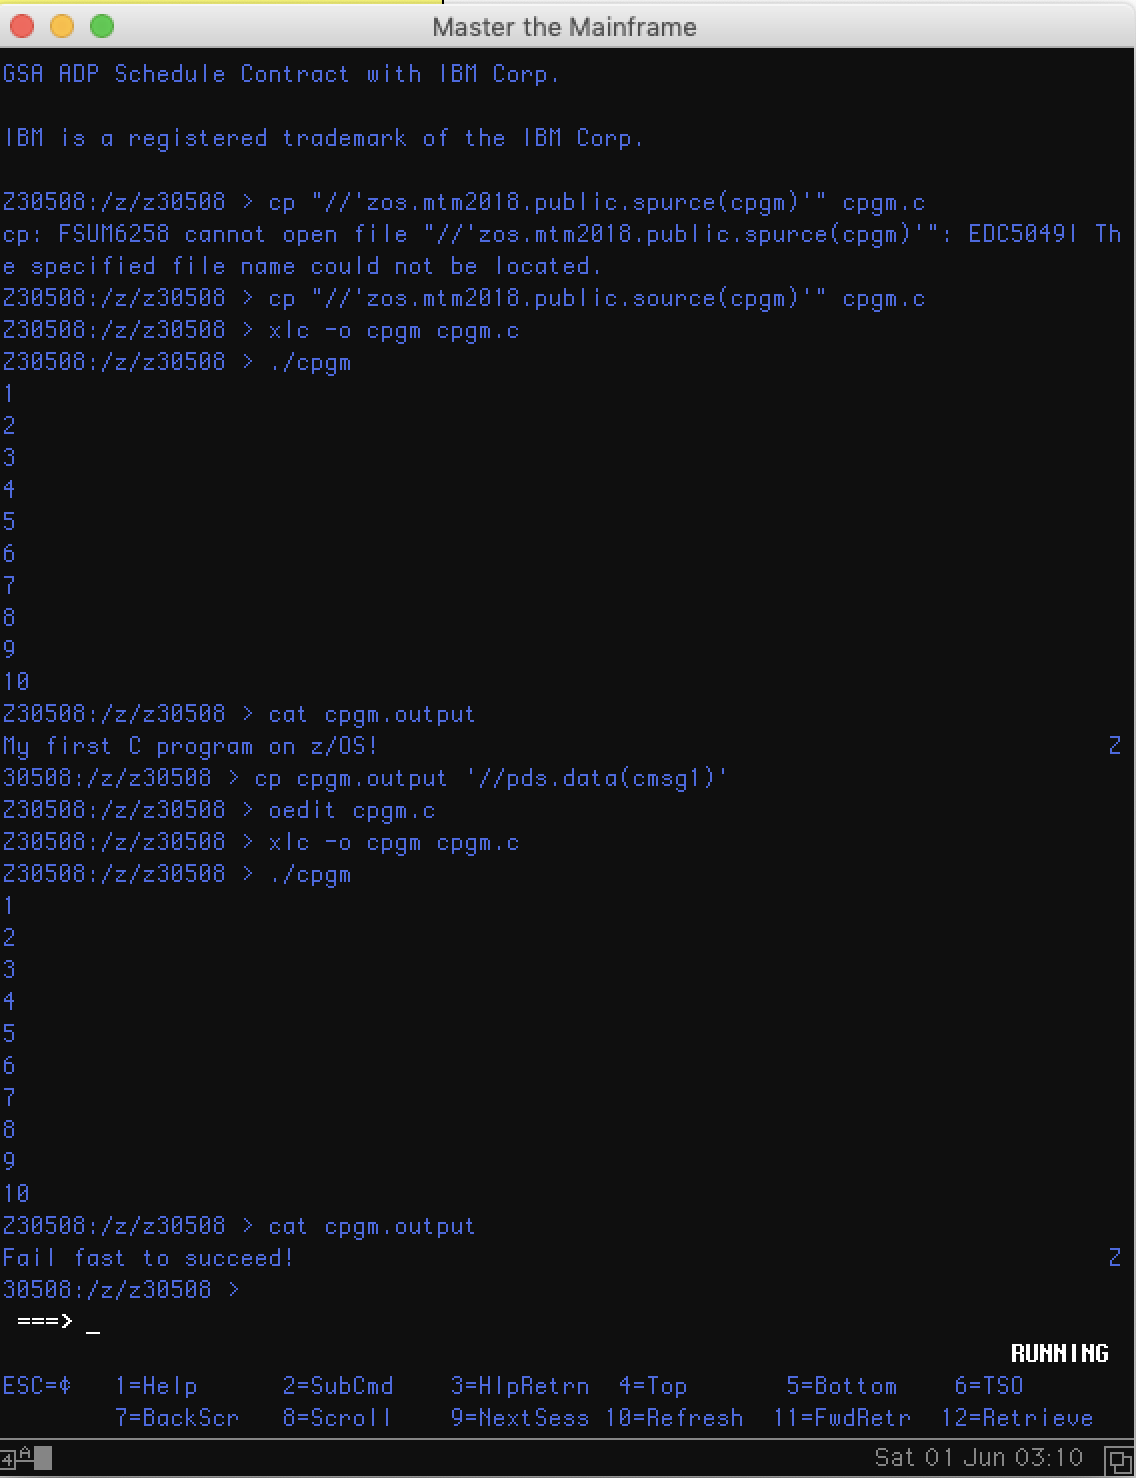 Master the Mainframe
GSA ADP Schedule Contract with IBM Corp.
IBM is a registered trademark of the IBM Corp.
Z30508:/z/z30508 > cp "//'zos.mtm2018.public.spurce(cpgm)'" cpgm.c
cp: FSUM6258 cannot open file "//'zos.mtm2018.public.spurce(cpgm)'": EDC5049I Th
e specified file name could not be located.
Z30508:/z/z30508 > cp "//'zos.mtm2018.public.source(cpgm)'" cpgm.c
Z30508:/z/z30508 > xlc -o cpgm cpgm.c
Z30508:/z/z30508 > ./cpgm
1
2
3
4
5
6
7
8
9
10
Z30508:/z/z30508 > cat cpgm.output
My first C program on z/OS! Z
30508:/z/z30508 > cp cpgm.output '//pds.data(cmsg1)'
Z30508:/z/z30508 > oedit cpgm.c
Z30508:/z/z30508 > xlc -o cpgm cpgm.c
Z30508:/z/z30508 > ./cpgm
1
2
3
4
5
6
7
8
9
10
Z30508:/z/z30508 > cat cpgm.output
Fail fast to succeed! Z
30508:/z/z30508 >
===> _
RUNNING
ESC=¢ 1=Help 2=SubCmd 3=HlpRetrn 4=Top 5=Bottom 6=TSO
7=BackScr 8=Scroll 9=NextSess 10=Refresh 11=FwdRetr 12=Retrieve
4 A Sat 01 Jun 03:10